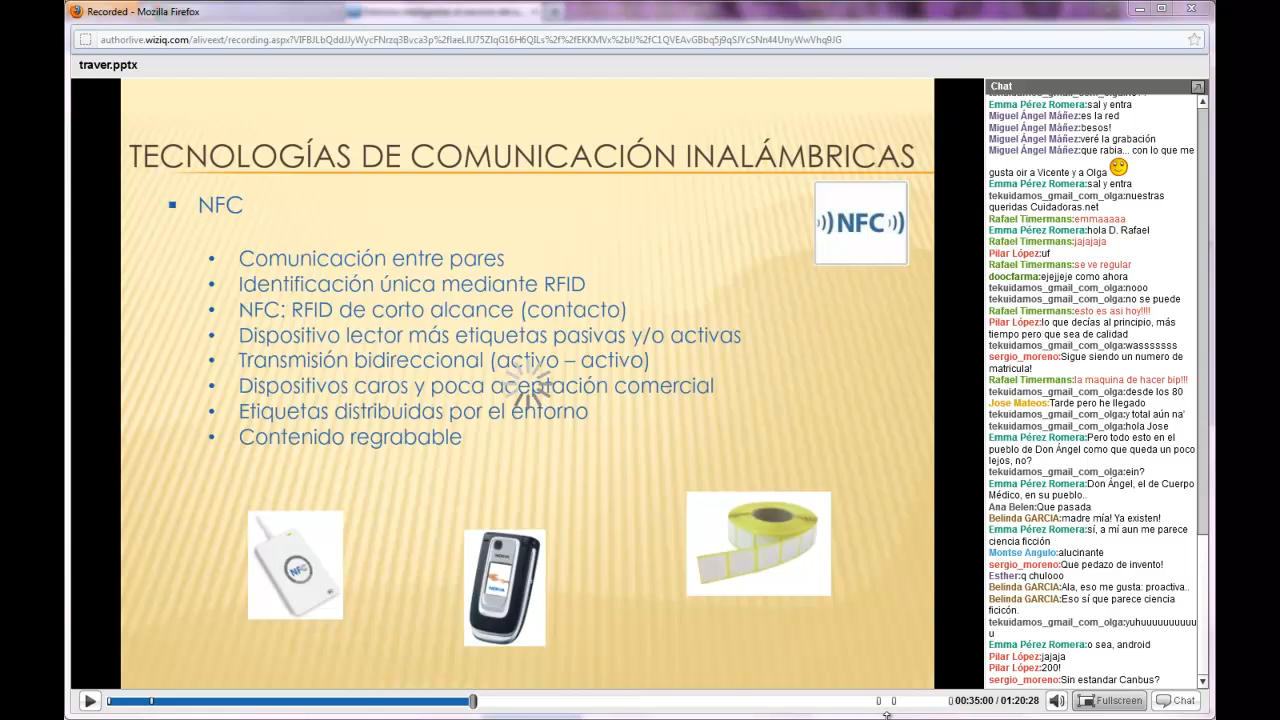 Recorded - Mozilla Firefox
authorlive.wiziq.com/aliveext/recording.aspx?
traver.pptx
TECNOLOGÍAS DE COMUNICACIÓN INALÁMBRICAS
NFC
NFC
Comunicación entre pares
Identificación única mediante RFID
NFC: RFID de corto alcance (contacto)
Dispositivo lector más etiquetas pasivas y/o activas
Transmisión bidireccional (activo – activo)
Dispositivos caros y poca aceptación comercial
Etiquetas distribuidas por el entorno
Contenido regrabable
NFC
NOKIA
NOKIA
Chat
Emma Pérez Romera:sal y entra
Miguel Ángel Máñez:es la red
Miguel Ángel Máñez:besos!
Miguel Ángel Máñez:veré la grabación
Miguel Ángel Máñez:que rabia... con lo que me
gusta oir a Vicente y a Olga
Emma Pérez Romera:sal y entra
tekuidamos_gmail_com_olga:nuestras
queridas Cuidadoras.net
Rafael Timermans:emmaaaaa
Emma Pérez Romera:hola D. Rafael
Rafael Timermans:jajajaja
Pilar López:uf
Rafael Timermans:se ve regular
doocfarma:ejejjeje como ahora
tekuidamos_gmail_com_olga:nooo
tekuidamos_gmail_com_olga:no se puede
Rafael Timermans:esto es asi hoy!!!!
Pilar López:lo que decías al principio, más
tiempo pero que sea de calidad
tekuidamos_gmail_com_olga:wasssssss
sergio_moreno:Sigue siendo un numero de
matricula!
Rafael Timermans:la maquina de hacer bip!!!
tekuidamos_gmail_com_olga:desde los 80
Jose Mateos:Tarde pero he llegado
tekuidamos_gmail_com_olga:y total aún na'
tekuidamos_gmail_com_olga:hola Jose
Emma Pérez Romera:Pero todo esto en el
pueblo de Don Ángel como que queda un poco
lejos, no?
tekuidamos_gmail_com_olga:ein?
Emma Pérez Romera:Don Ángel, el de Cuerpo
Médico, en su pueblo..
Ana Belen:Que pasada
Belinda GARCIA:madre mía! Ya existen!
Emma Pérez Romera:sí, a mí aun me parece
ciencia ficción
Montse Angulo:alucinante
sergio_moreno:Que pedazo de invento!
Esther:q chulooo
Belinda GARCIA:Ala, eso me gusta: proactiva..
Belinda GARCIA:Eso sí que parece ciencia
ficicón.
tekuidamos_gmail_com_olga:yuhuuuuuuuuuu
u
Emma Pérez Romera:o sea, android
Pilar López:jajaja
Pilar López:200!
sergio_moreno:Sin estandar Canbus?
00:35:00 / 01:20:28
Fullscreen
Chat